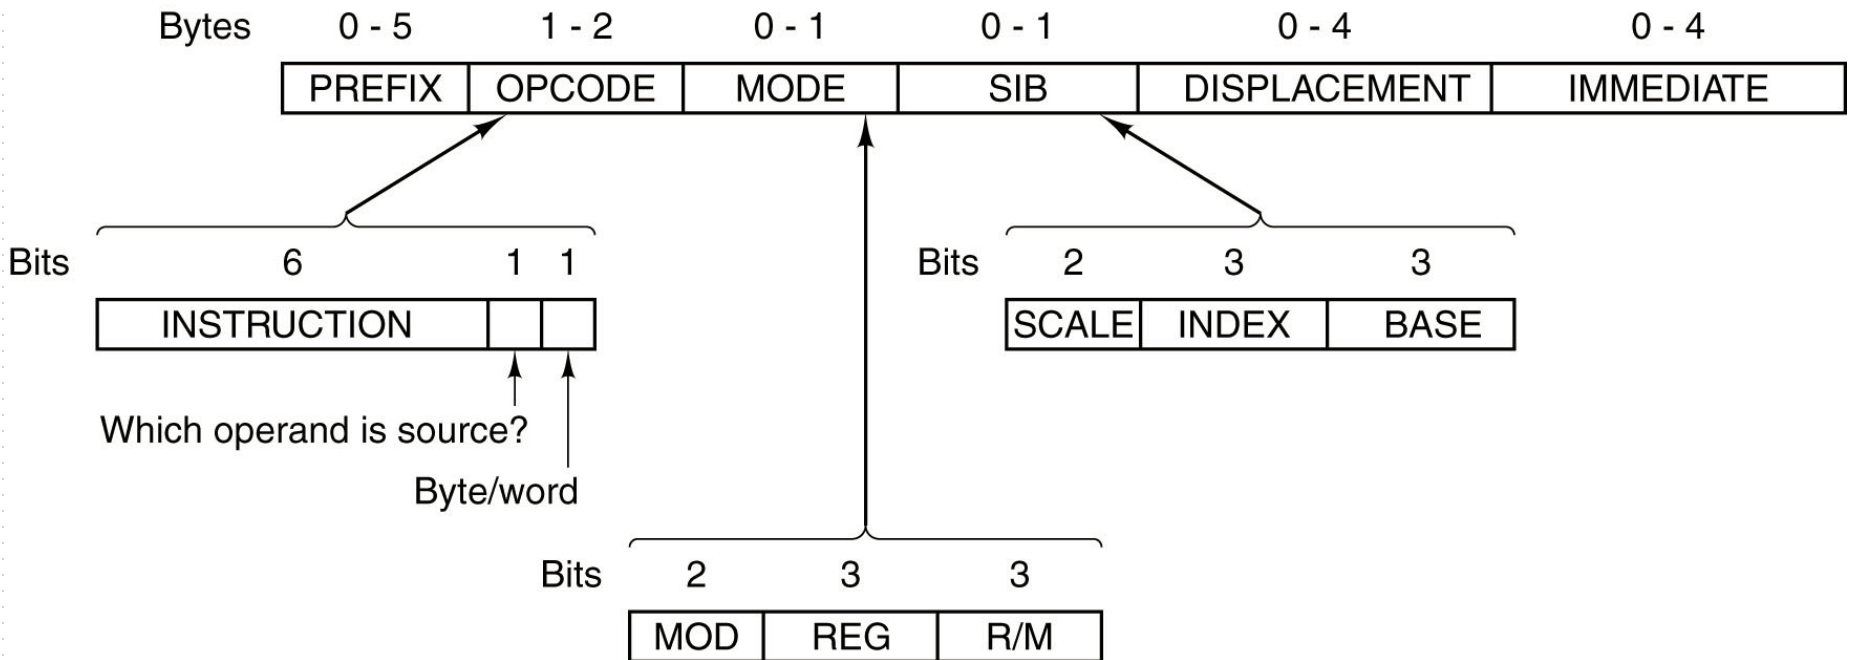 Bytes 0 - 5 1 - 2 0 - 1 0 - 1 0 - 4 0 - 4
PREFIX OPCODE MODE SIB DISPLACEMENT IMMEDIATE
Bits 6 1 1 Bits 2 3 3
INSTRUCTION SCALE INDEX BASE
Which operand is source?
Byte/word
Bits 2 3 3
MOD REG R/M